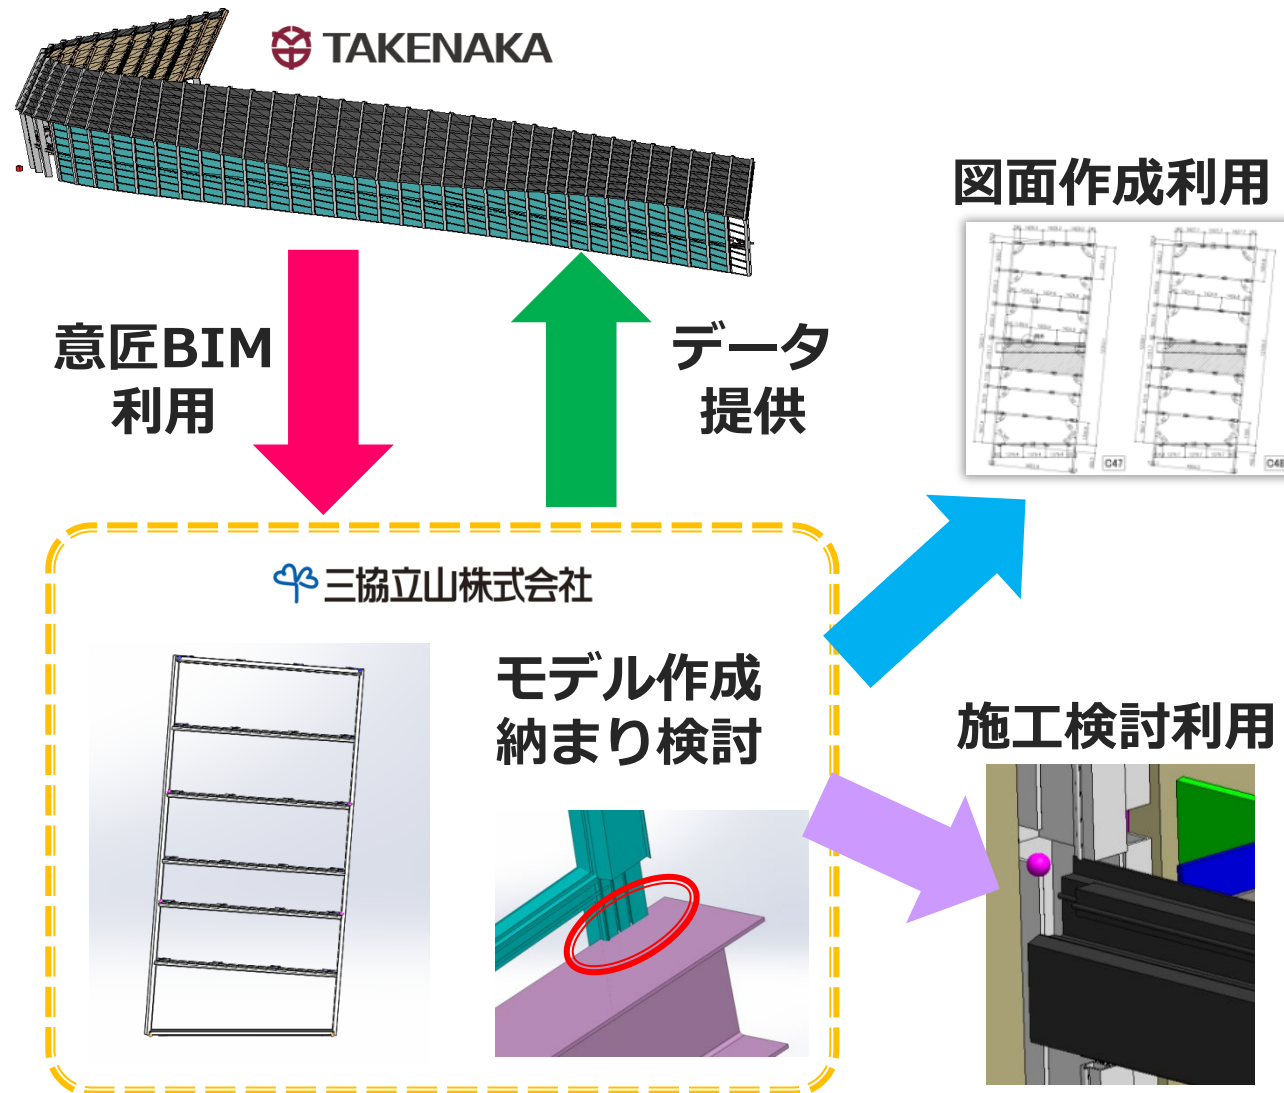 TAKENAKA
図面作成利用
意匠BIM
利用
データ
提供
C47
C48
三協立山株式会社
モデル作成
納まり検討
施工検討利用